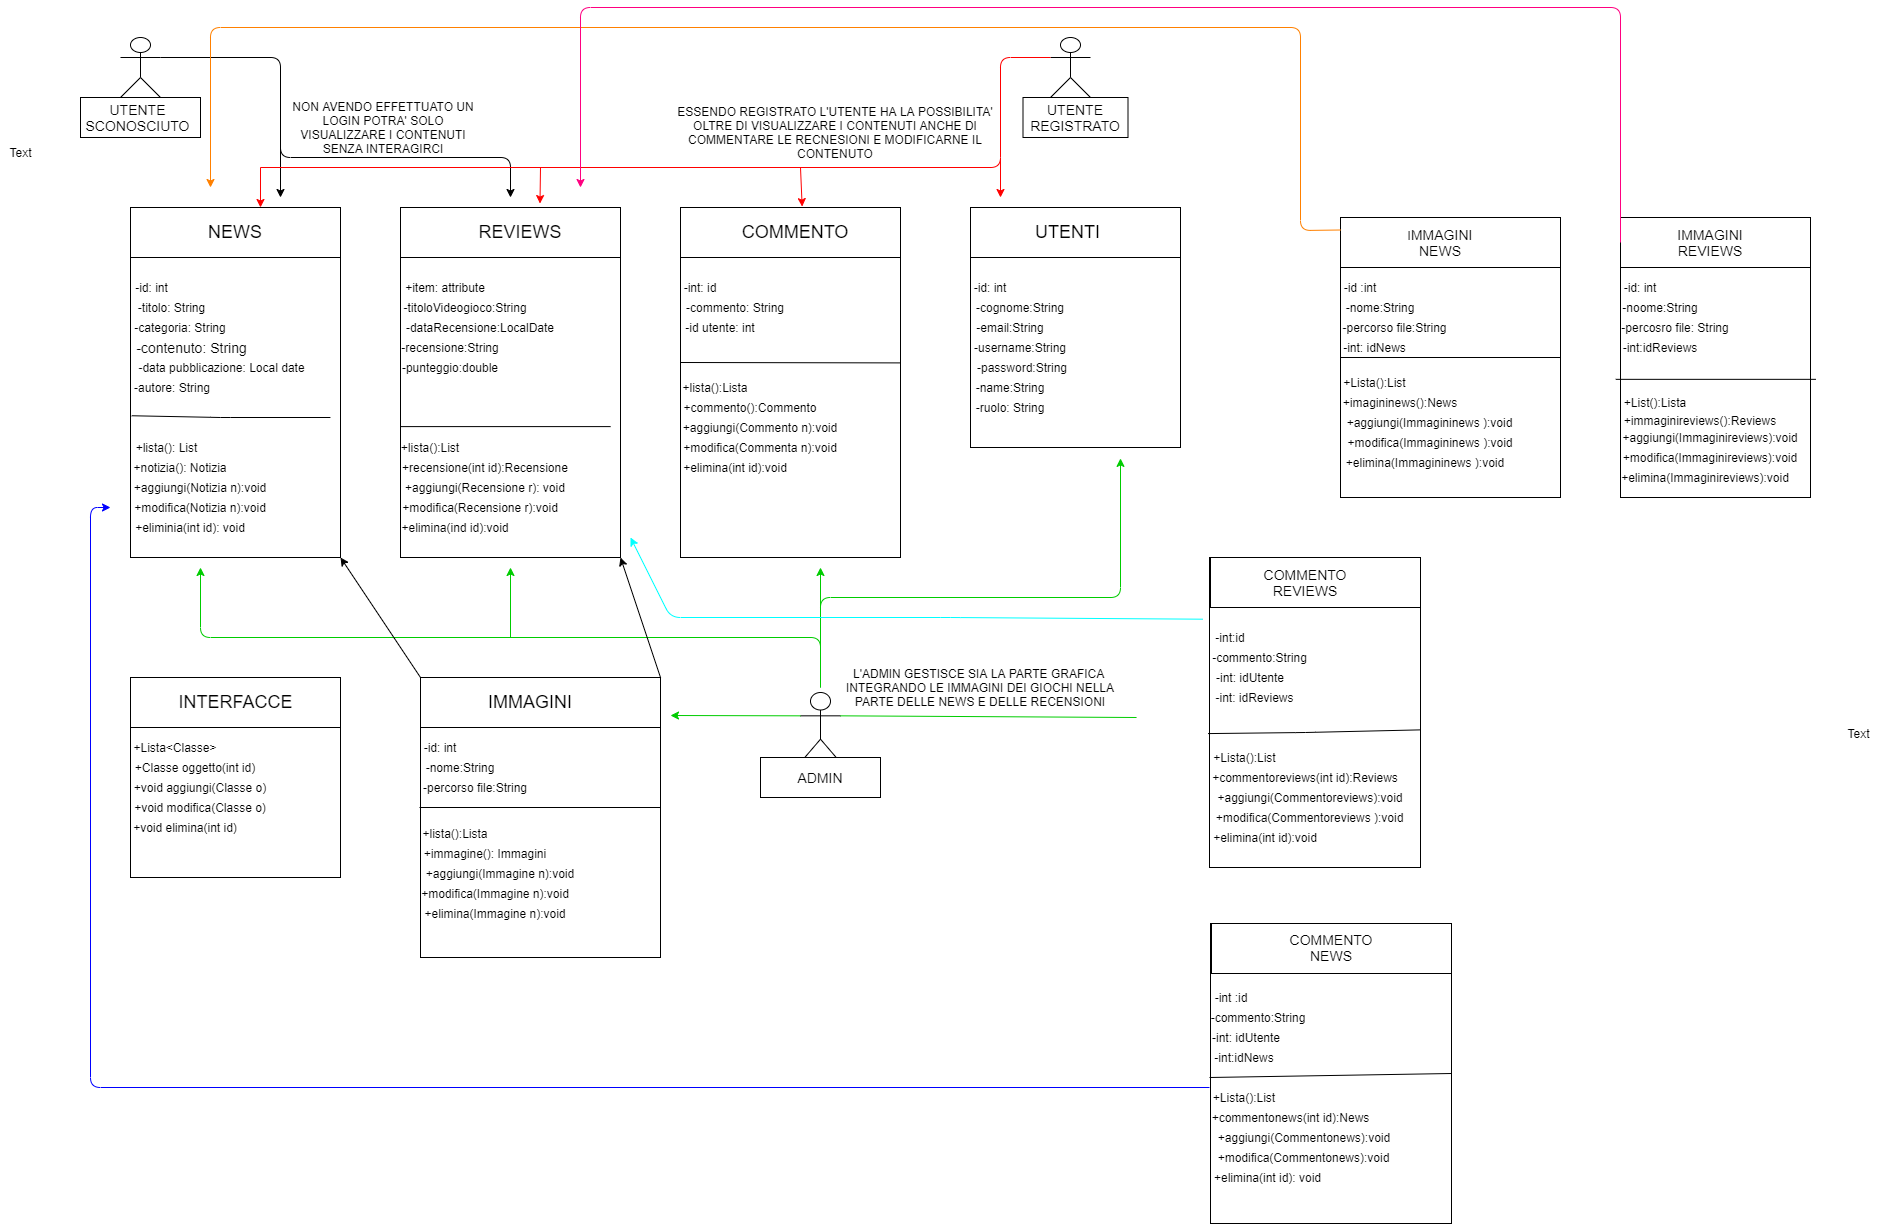 UTENTE
SCONOSCIUTO
NON AVENDO EFFETTUATO UN
LOGIN POTRA' SOLO
VISUALIZZARE I CONTENUTI
SENZA INTERAGIRCI
ESSENDO REGISTRATO L'UTENTE HA LA POSSIBILITA'
OLTRE DI VISUALIZZARE I CONTENUTI ANCHE DI
COMMENTARE LE RECNESIONI E MODIFICARNE IL
CONTENUTO
UTENTE
REGISTRATO
Text
NEWS
-id: int
-titolo: String
-categoria: String
-contenuto: String
-data pubblicazione: Local date
-autore: String
+lista(): List
+notizia(): Notizia
+aggiungi(Notizia n):void
+modifica(Notizia n):void
+eliminia(int id): void
REVIEWS
+item: attribute
-titoloVideogioco:String
-dataRecensione:LocalDate
-recensione:String
-punteggio:double
+lista():List
+recensione(int id):Recensione
+aggiungi(Recensione r): void
+modifica(Recensione r):void
+elimina(ind id):void
COMMENTO
-int: id
-commento: String
-id utente: int
+lista():Lista
+commento():Commento
+aggiungi(Commento n):void
+modifica(Commenta n):void
+elimina(int id):void
UTENTI
-id: int
-cognome:String
-email:String
-username:String
-password:String
-name:String
-ruolo: String
IMMAGINI
NEWS
-id :int
-nome:String
-percorso file:String
-int: idNews
+Lista():List
+imagininews():News
+aggiungi(Immagininews ):void
+modifica(Immagininews ):void
+elimina(Immagininews ):void
IMMAGINI
REVIEWS
-id: int
-noome:String
-percosro file: String
-int:idReviews
+List():Lista
+immaginireviews():Reviews
+aggiungi(Immaginireviews):void
+modifica(Immaginireviews):void
+elimina(Immaginireviews):void
COMMENTO
REVIEWS
-int:id
-commento:String
-int: idUtente
-int: idReviews
+Lista():List
+commentoreviews(int id):Reviews
+aggiungi(Commentoreviews):void
+modifica(Commentoreviews ):void
+elimina(int id):void
INTERFACCE
+Lista<Classe>
+Classe oggetto(int id)
+void aggiungi(Classe o)
+void modifica(Classe o)
+void elimina(int id)
IMMAGINI
-id: int
-nome:String
-percorso file:String
+lista():Lista
+immagine(): Immagini
+aggiungi(Immagine n):void
+modifica(Immagine n):void
+elimina(Immagine n):void
L'ADMIN GESTISCE SIA LA PARTE GRAFICA
INTEGRANDO LE IMMAGINI DEI GIOCHI NELLA
PARTE DELLE NEWS E DELLE RECENSIONI
ADMIN
Text
COMMENTO
NEWS
-int :id
-commento:String
-int: idUtente
-int:idNews
+Lista():List
+commentonews(int id):News
+aggiungi(Commentonews):void
+modifica(Commentonews):void
+elimina(int id): void